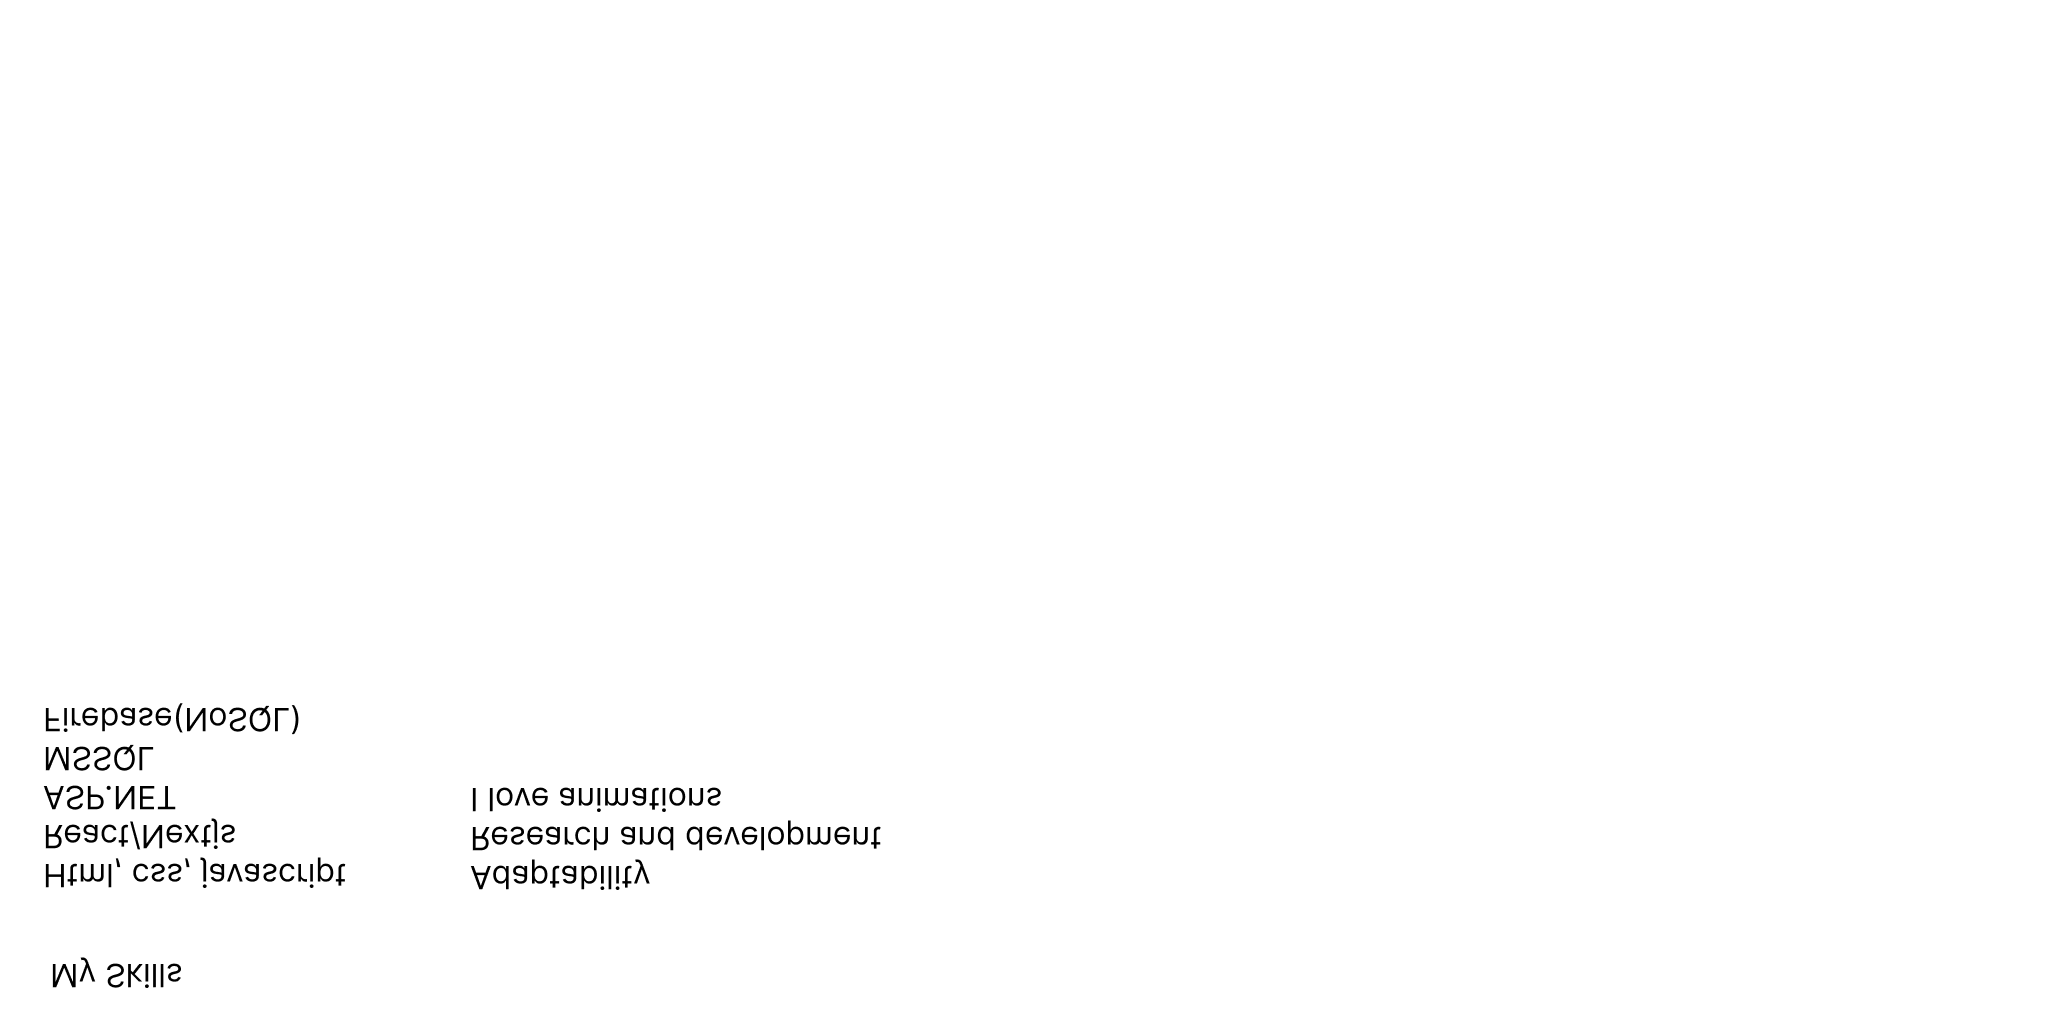 My Skills
Html, css, javascript
React/Nextjs
ASP.NET
MSSQL
Firebase(NoSQL)
Adaptability
Research and development
I love animations